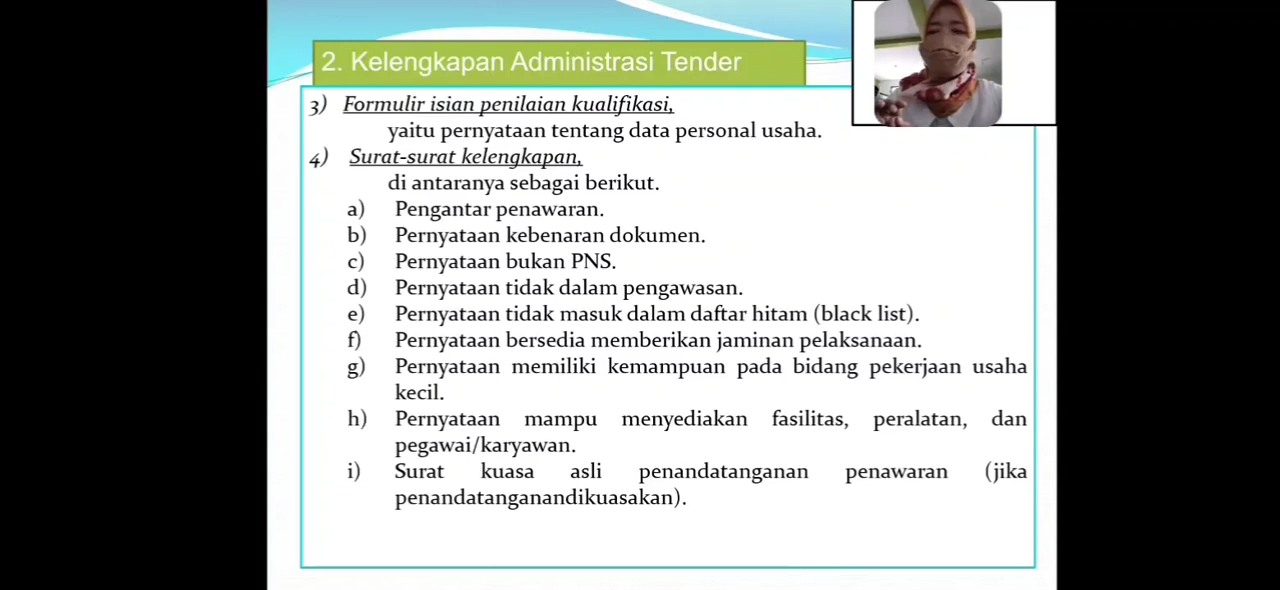 2. Kelengkapan Administrasi Tender
3) Formulir isian penilaian kualifikasi,
yaitu pernyataan tentang data personal usaha.
4) Surat-surat kelengkapan,
di antaranya sebagai berikut.
a) Pengantar penawaran.
b) Pernyataan kebenaran dokumen.
c) Pernyataan bukan PNS.
d) Pernyataan tidak dalam pengawasan.
e) Pernyataan tidak masuk dalam daftar hitam (black list).
f) Pernyataan bersedia memberikan jaminan pelaksanaan.
g) Pernyataan memiliki kemampuan pada bidang pekerjaan usaha
kecil.
h) Pernyataan mampu menyediakan fasilitas, peralatan, dan
pegawai/karyawan.
i) Surat kuasa asli penandatanganan penawaran (jika
penandatanganandikuasakan).